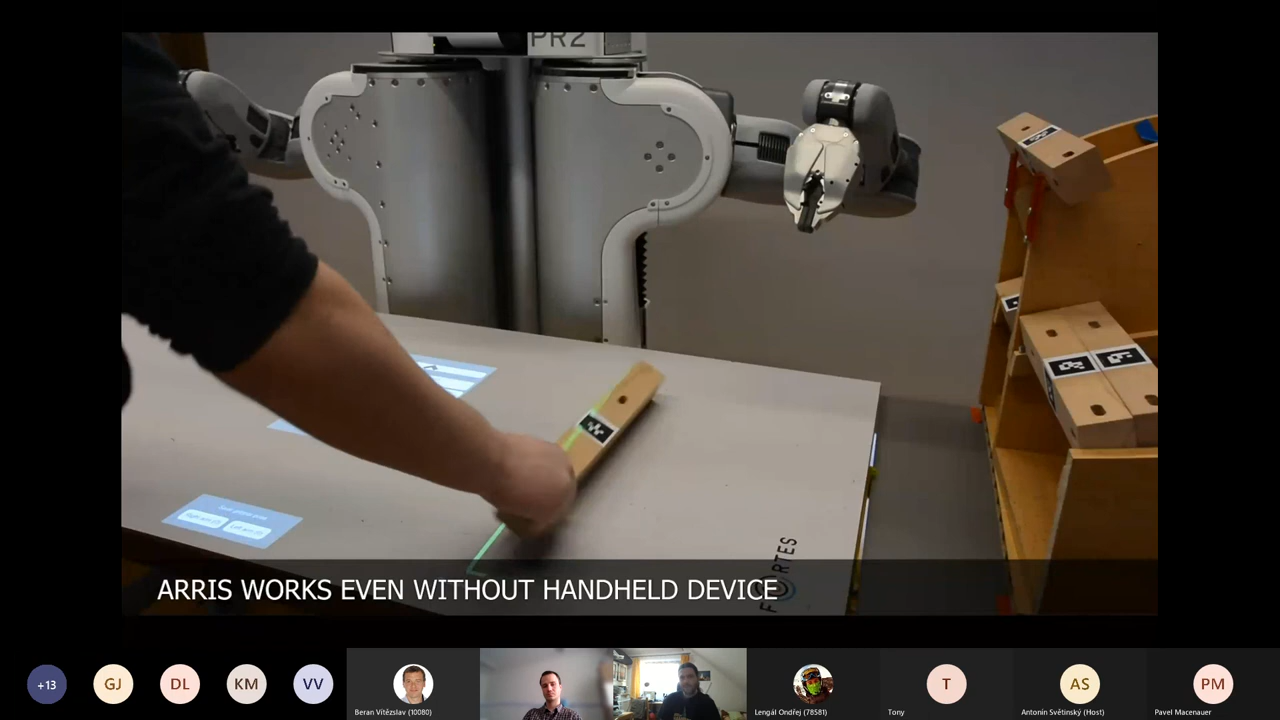 PR2
FORTES
ARRIS WORKS EVEN WITHOUT HANDHELD DEVICE
+13
GJ
DL
KM
VV
Beran Vítězslav (10080)
Lengál Ondřej (78581)
T
Tony
AS
Antonín Světinský (Host)
PM
Pavel Macenauer